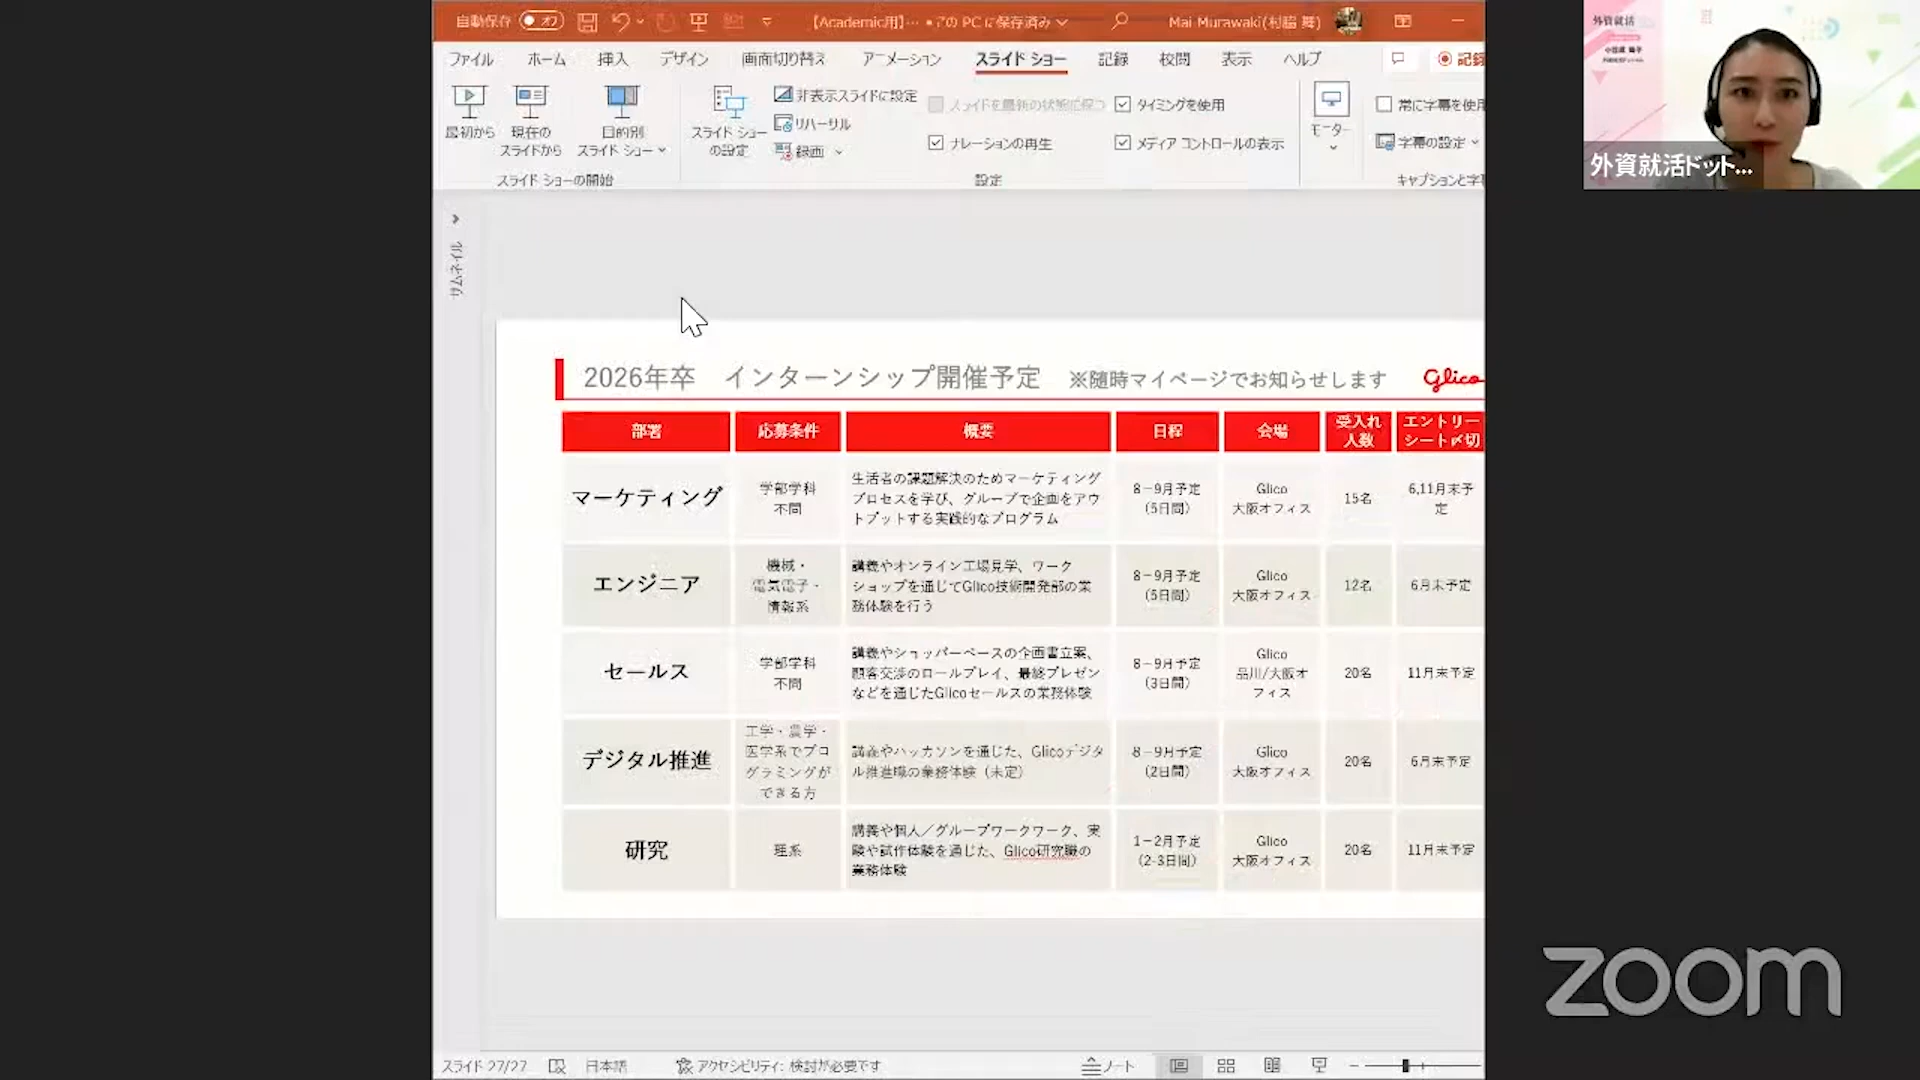 自動保存 オフ 【Academic用】… • この PC に保存済み Mai Murawaki(村脇 舞)
ファイル ホーム 挿入 デザイン 画面切り替え アニメーション スライド ショー 記録 校閲 表示 ヘルプ 記録
最初から
現在の
スライドから
目的別
スライド ショー
スライド ショーの開始
スライド ショー
の設定
非表示スライドに設定
リハーサル
録画
スライドを最新の状態に保つ
ナレーションの再生
タイミングを使用
メディア コントロールの表示
設定
モーター
常に字幕を使用
字幕の設定
キャプションと字幕
サムネイル
2026年卒 インターンシップ開催予定 ※随時マイページでお知らせします Glico
部署 応募条件 概要 日程 会場 受入れ
人数 エントリー
シート〆切
マーケティング
学部学科
不問
生活者の課題解決のためマーケティング
プロセスを学び、グループで企画をアウ
トプットする実践的なプログラム
8－9月予定
(5日間)
Glico
大阪オフィス
15名
6,11月末予
定
エンジニア
機械・
電気電子・
情報系
講義やオンライン工場見学、ワーク
ショップを通じてGlico技術開発部の業
務体験を行う
8－9月予定
(5日間)
Glico
大阪オフィス
12名
6月末予定
セールス
学部学科
不問
講義やショッパーベースの企画書立案、
顧客交渉のロールプレイ、最終プレゼン
などを通じたGlicoセールスの業務体験
8－9月予定
(3日間)
Glico
品川/大阪オ
フィス
20名
11月末予定
デジタル推進
工学・農学・
医学系でプロ
グラミングが
できる方
講義やハッカソンを通じた、Glicoデジタ
ル推進職の業務体験（未定）
8－9月予定
(2日間)
Glico
大阪オフィス
20名
6月末予定
研究
理系
講義や個人／グループワークワーク、実
験や試作体験を通じた、Glico研究職の
業務体験
1－2月予定
(2-3日間)
Glico
大阪オフィス
20名
11月末予定
スライド 27/27 日本語 アクセシビリティ: 検討が必要です ノート
外資就活
外資就活ドット…
zoom